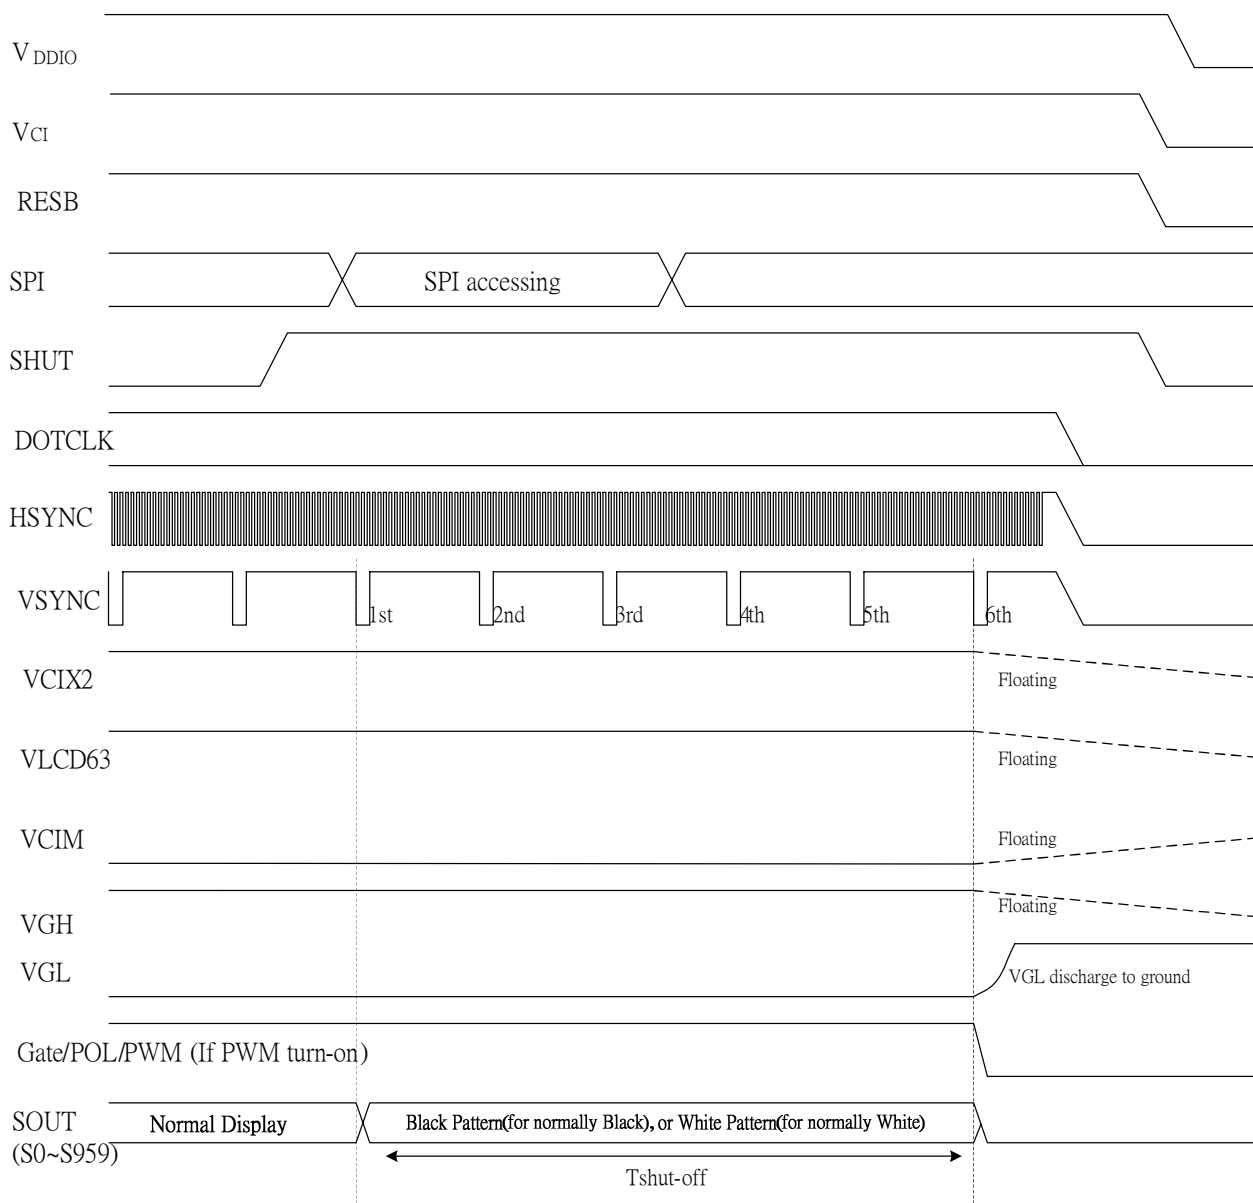 VDDIO
VCI
RESB
SPI
SPI accessing
SHUT
DOTCLK
HSYNC
VSYNC
1st
2nd
3rd
4th
5th
6th
VCIX2
Floating
VLCD63
Floating
VCIM
Floating
VGH
Floating
VGL
VGL discharge to ground
Gate/POL/PWM (If PWM turn-on)
SOUT
(S0~S959)
Normal Display
Black Pattern(for normally Black), or White Pattern(for normally White)
Tshut-off